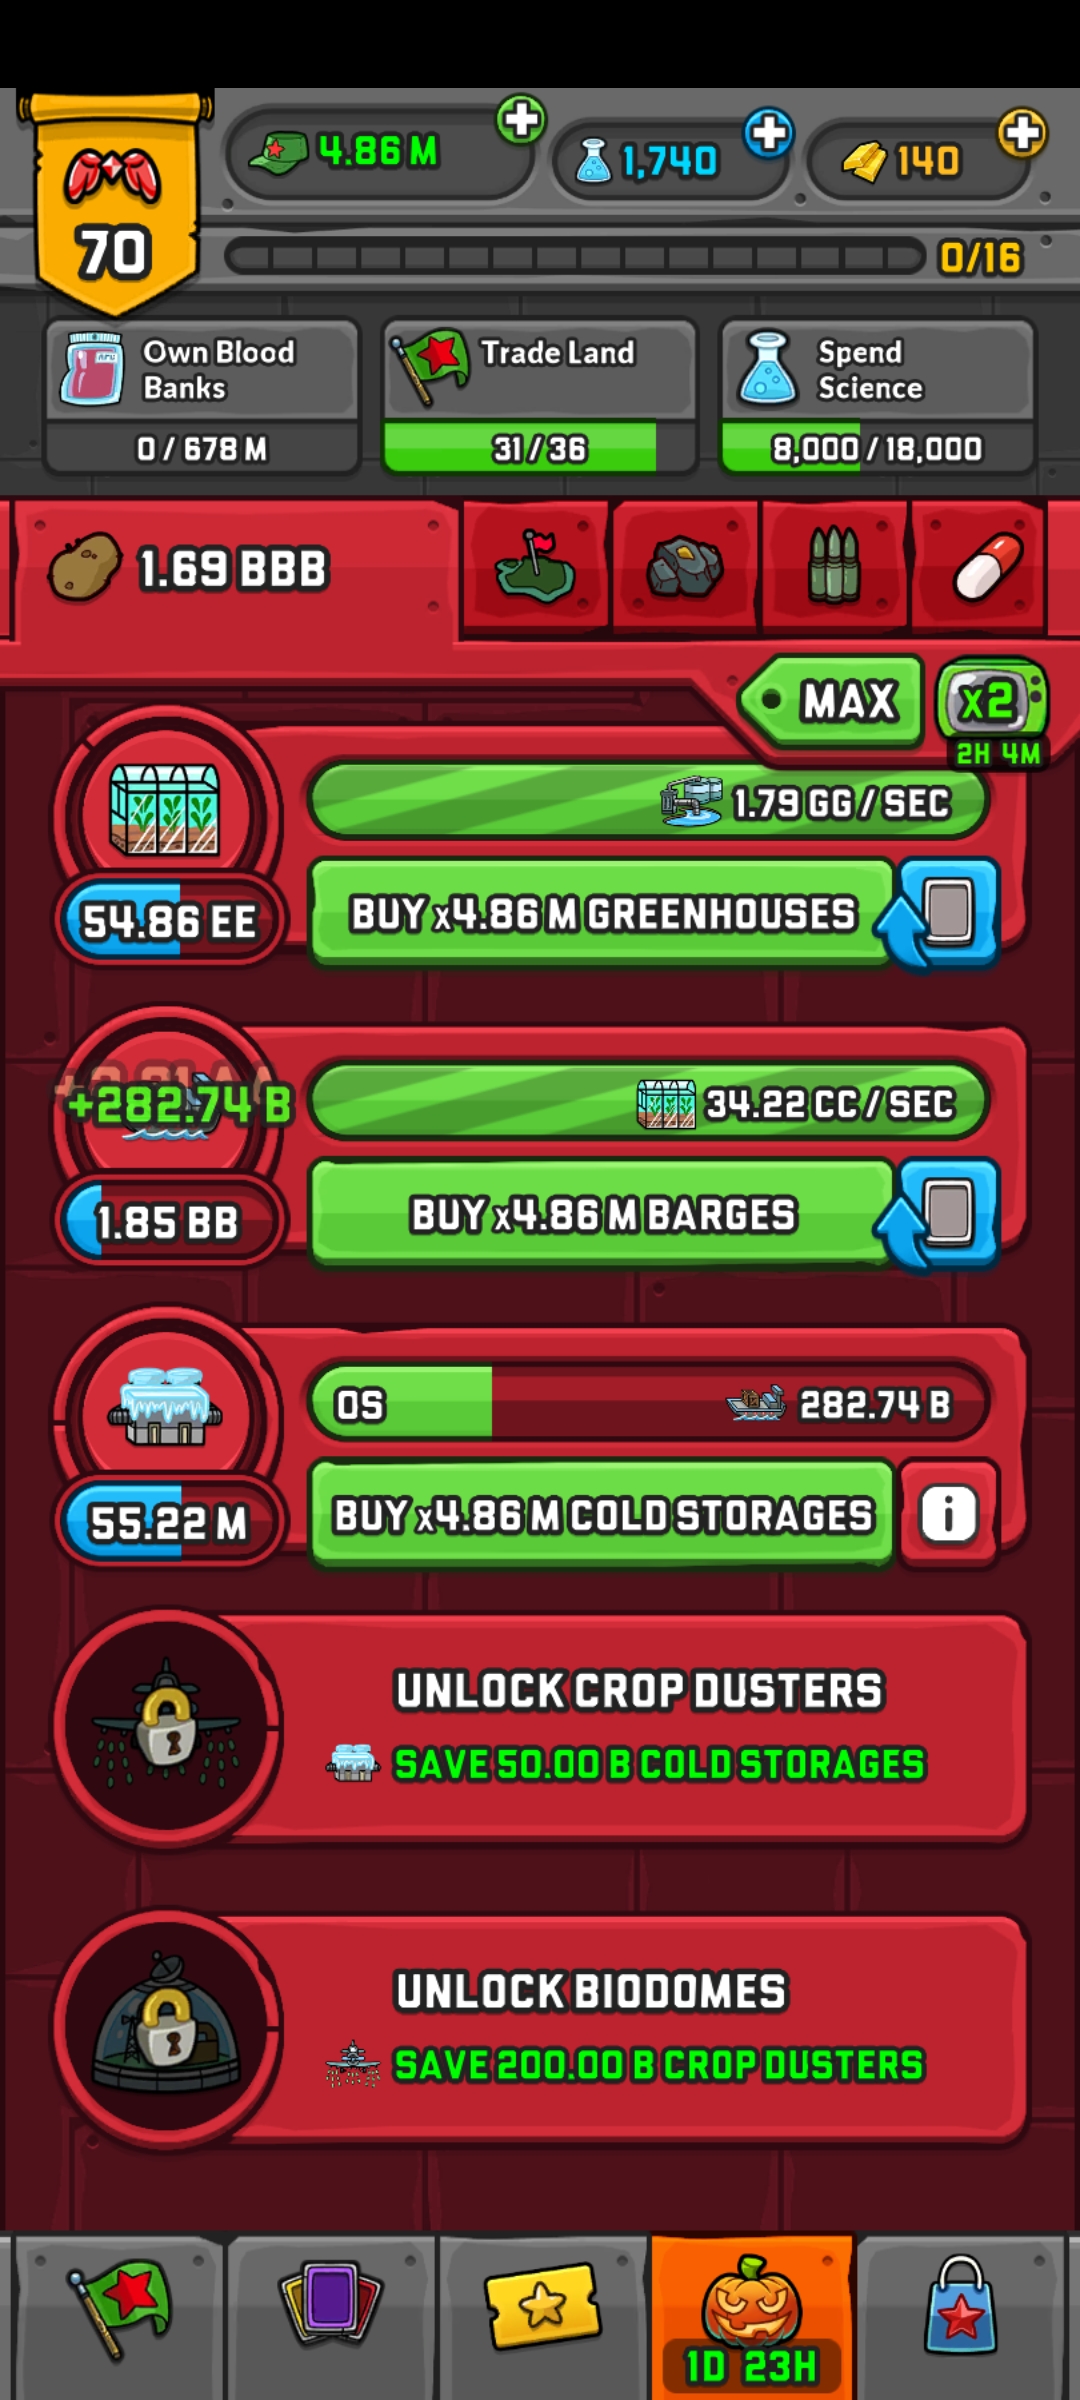 4.86 M
1,740
140
70
0/16
Own Blood
Banks
0 / 678 M
Trade Land
31 / 36
Spend
Science
8,000 / 18,000
1.69 BBB
MAX
x2
2H 4M
1.79 GG / SEC
54.86 EE
BUY x4.86 M GREENHOUSES
+282.74 B
34.22 CC / SEC
1.85 BB
BUY x4.86 M BARGES
0S
282.74 B
55.22 M
BUY x4.86 M COLD STORAGES
i
UNLOCK CROP DUSTERS
SAVE 50.00 B COLD STORAGES
UNLOCK BIODOMES
SAVE 200.00 B CROP DUSTERS
1D 23H